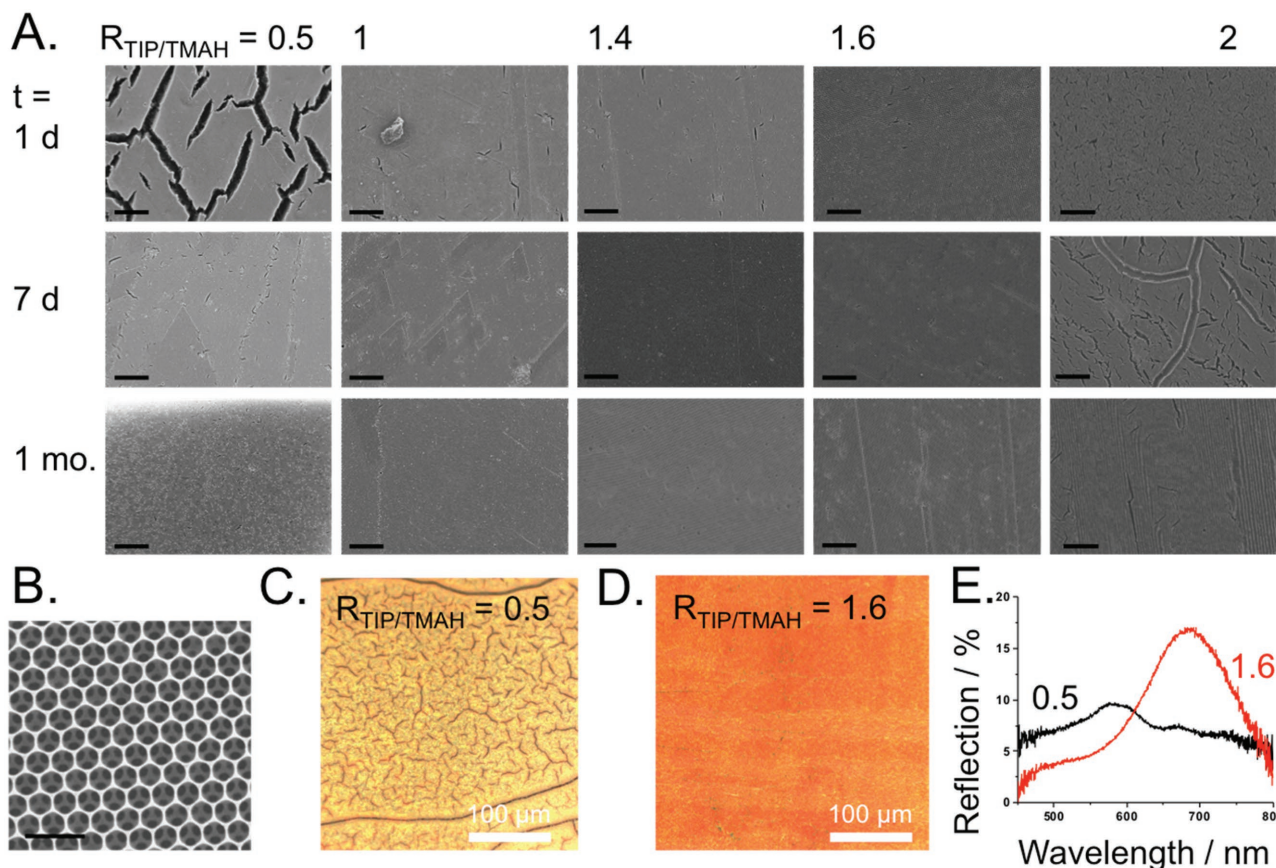 A. R_TIP/TMAH = 0.5 1 1.4 1.6 2
t =
1 d
7 d
1 mo.
B. C. D. E.
R_TIP/TMAH = 0.5
R_TIP/TMAH = 1.6
100 µm
100 µm
Reflection / %
20
15
10
5
0
0.5
1.6
500 600 700 800
Wavelength / nm